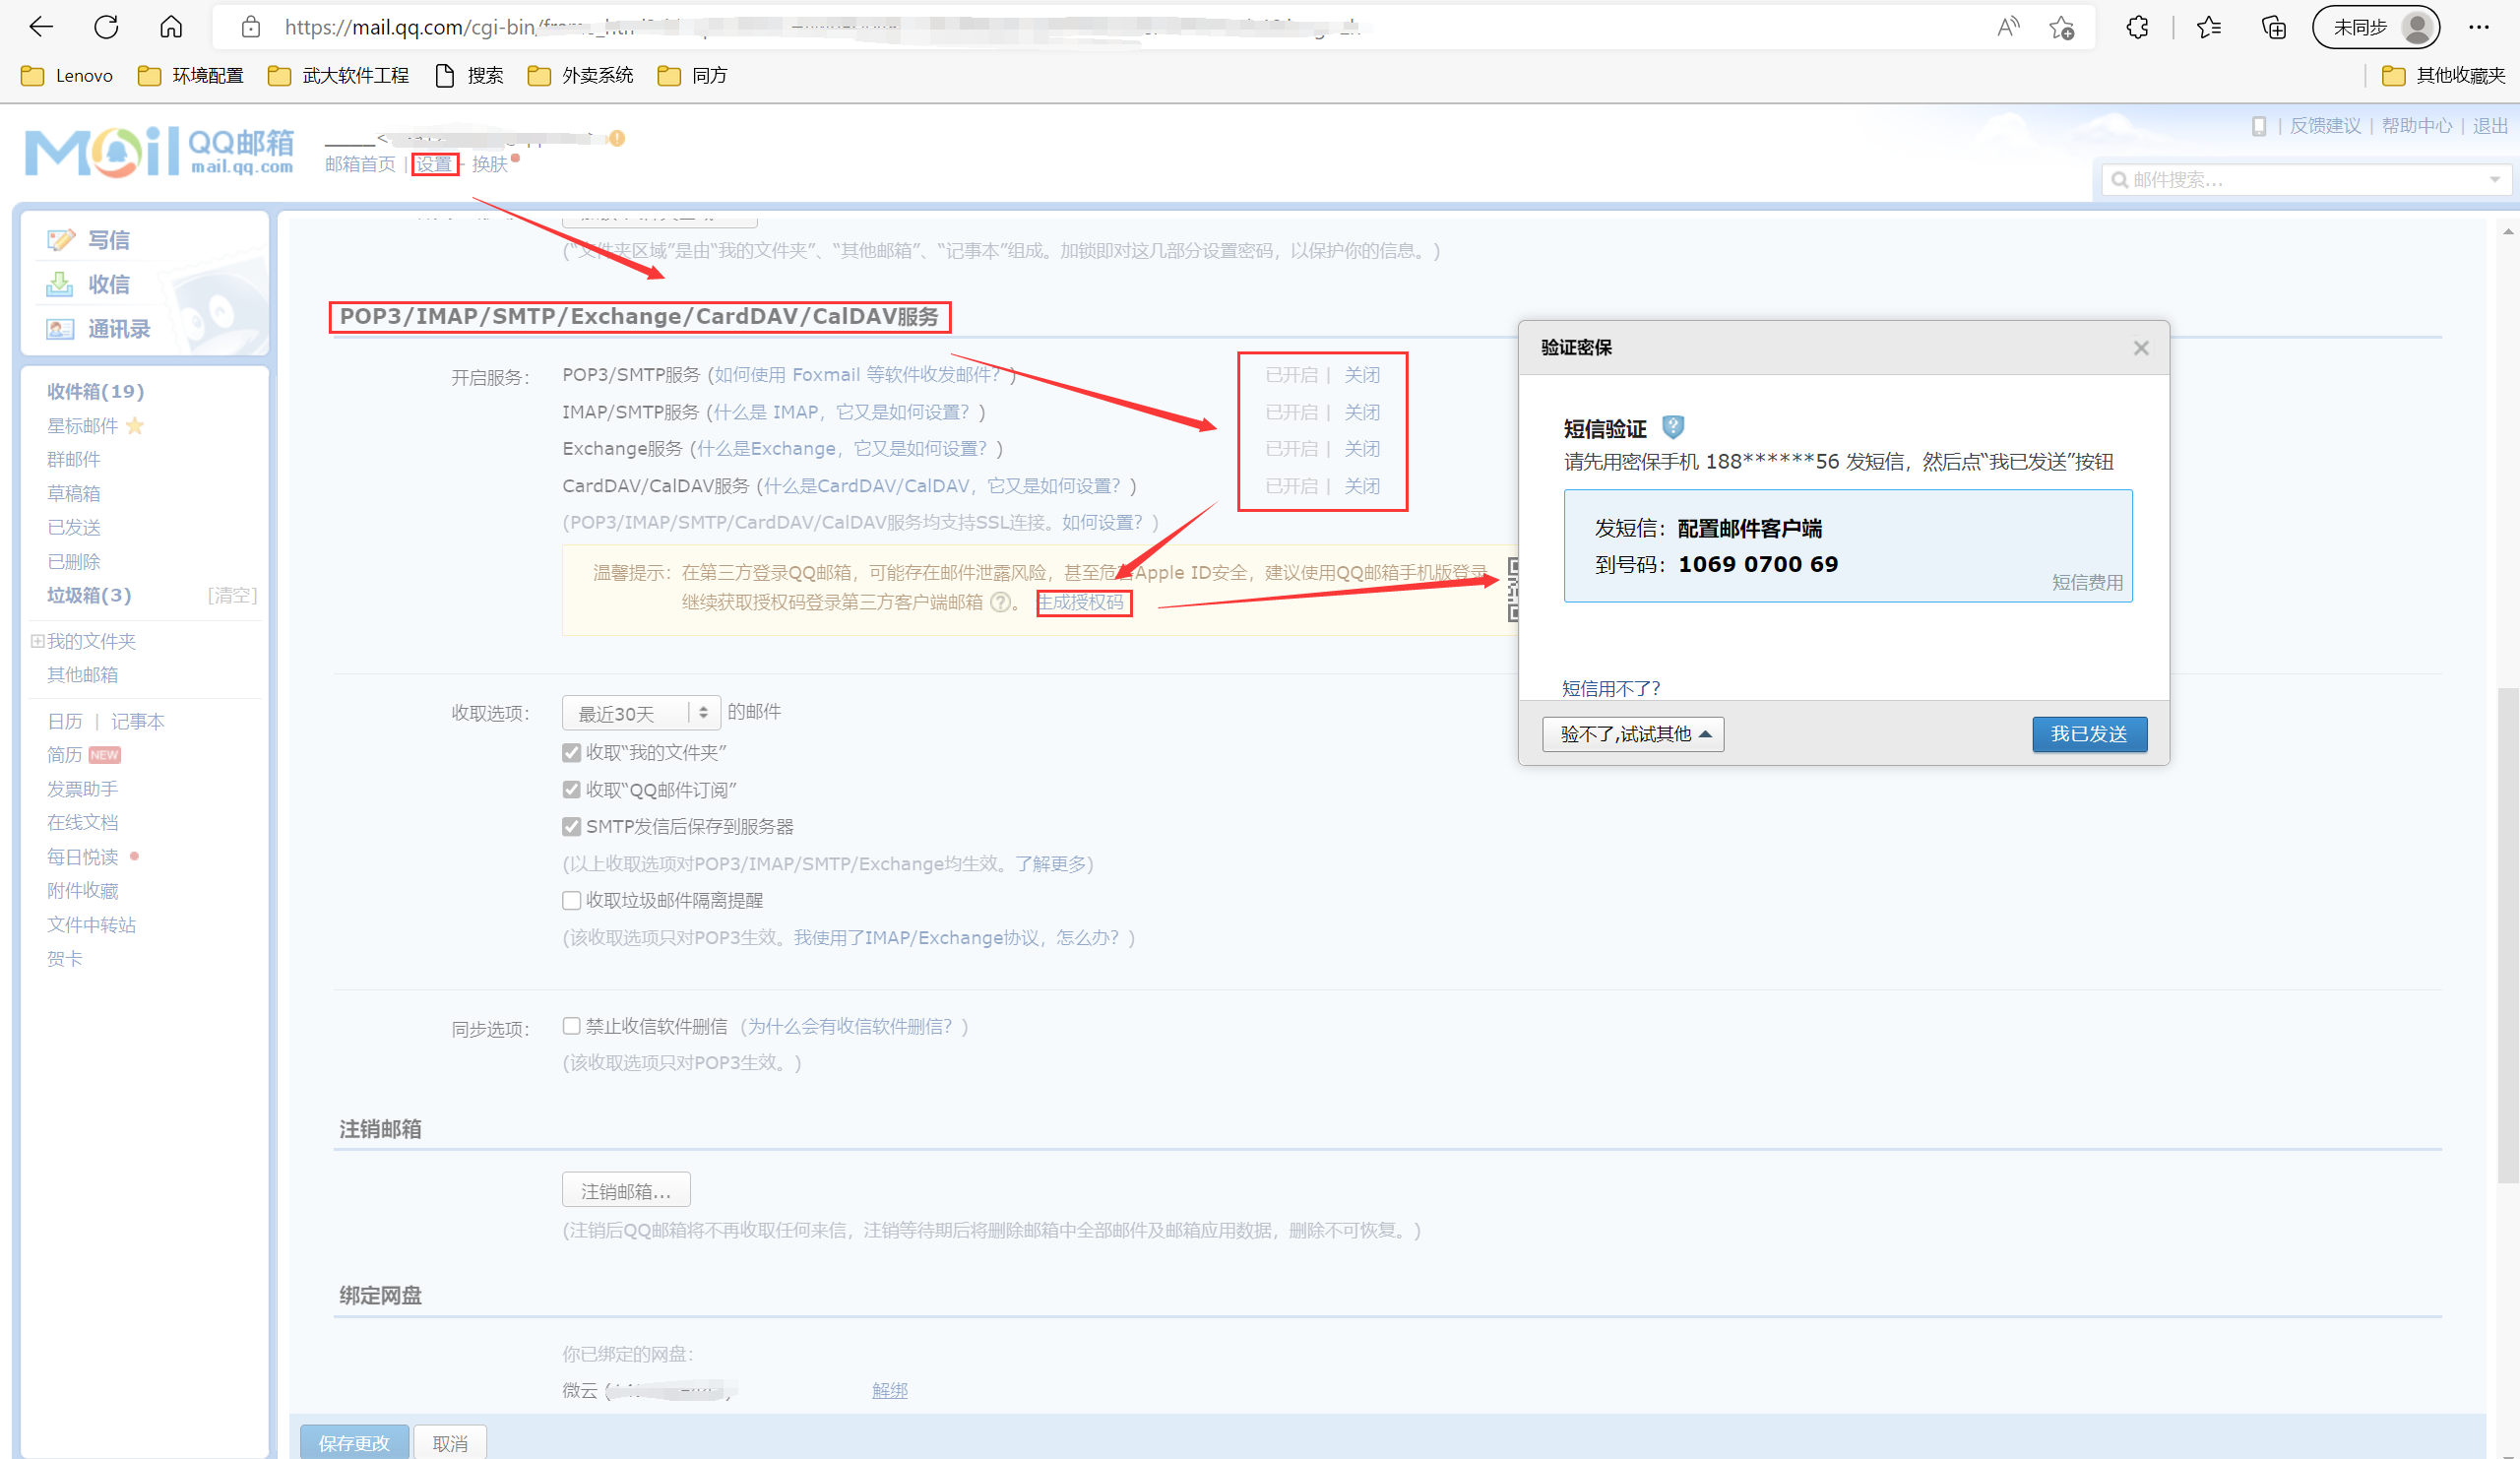 https://mail.qq.com/cgi-bin/
未同步
Lenovo
环境配置
武大软件工程
搜索
外卖系统
同方
其他收藏夹
Mail QQ邮箱
mail.qq.com
邮箱首页 | 设置 - 换肤
| 反馈建议 | 帮助中心 | 退出
邮件搜索...
写信
收信
通讯录
收件箱(19)
星标邮件
群邮件
草稿箱
已发送
已删除
垃圾箱(3) [清空]
我的文件夹
其他邮箱
日历 | 记事本
简历 NEW
发票助手
在线文档
每日悦读
附件收藏
文件中转站
贺卡
(“文件夹区域”是由“我的文件夹”、“其他邮箱”、“记事本”组成。加锁即对这几部分设置密码，以保护你的信息。)
POP3/IMAP/SMTP/Exchange/CardDAV/CalDAV服务
开启服务：
POP3/SMTP服务 (如何使用 Foxmail 等软件收发邮件？) 已开启 | 关闭
IMAP/SMTP服务 (什么是 IMAP，它又是如何设置？) 已开启 | 关闭
Exchange服务 (什么是Exchange，它又是如何设置？) 已开启 | 关闭
CardDAV/CalDAV服务 (什么是CardDAV/CalDAV，它又是如何设置？) 已开启 | 关闭
(POP3/IMAP/SMTP/CardDAV/CalDAV服务均支持SSL连接。如何设置？)
温馨提示：在第三方登录QQ邮箱，可能存在邮件泄露风险，甚至危害Apple ID安全，建议使用QQ邮箱手机版登录
继续获取授权码登录第三方客户端邮箱 ? 。 生成授权码
收取选项：
最近30天 的邮件
收取“我的文件夹”
收取“QQ邮件订阅”
SMTP发信后保存到服务器
(以上收取选项对POP3/IMAP/SMTP/Exchange均生效。了解更多)
收取垃圾邮件隔离提醒
(该收取选项只对POP3生效。我使用了IMAP/Exchange协议，怎么办？)
同步选项：
禁止收信软件删信 (为什么会有收信软件删信？)
(该收取选项只对POP3生效。)
注销邮箱
注销邮箱...
(注销后QQ邮箱将不再收取任何来信，注销等待期后将删除邮箱中全部邮件及邮箱应用数据，删除不可恢复。)
绑定网盘
你已绑定的网盘：
微云 (
解绑
保存更改
取消
验证密保
短信验证
请先用密保手机 188******56 发短信，然后点“我已发送”按钮
发短信：配置邮件客户端
到号码：1069 0700 69
短信费用
短信用不了？
验不了,试试其他
我已发送